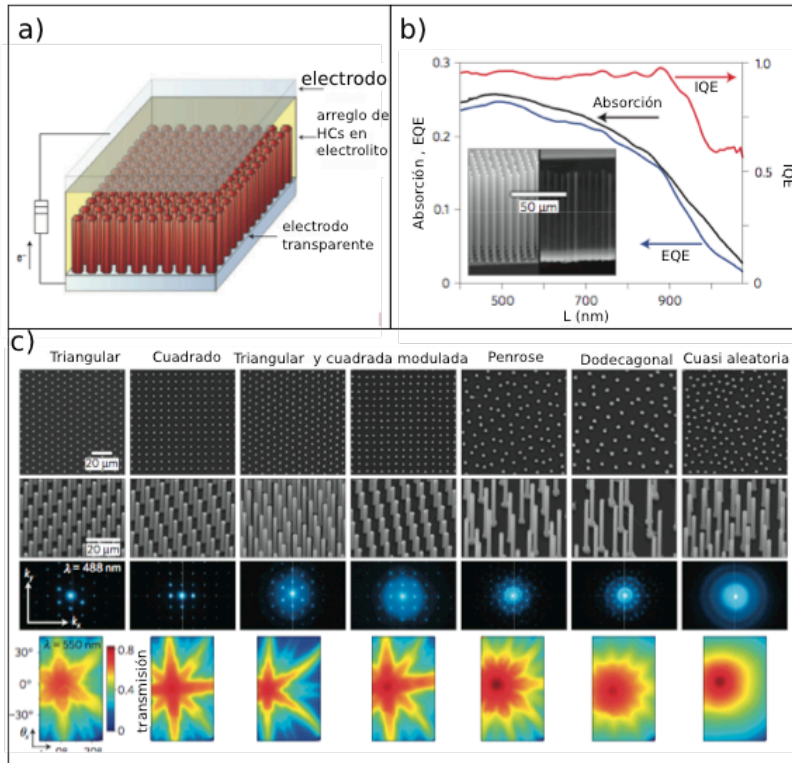 a)
electrodo
arreglo de
HCs en
electrolito
electrodo
transparente
e⁻
b)
Absorción , EQE
0.3
0.2
0.1
0
IQE
Absorción
50 µm
EQE
1.0
0.5
0
IQE
500
700
900
L (nm)
c)
Triangular
Cuadrado
Triangular y cuadrada modulada
Penrose
Dodecagonal
Cuasi aleatoria
20 µm
20 µm
λ = 488 nm
λ = 550 nm
30°
0°
−30°
0.8
0
transmisión